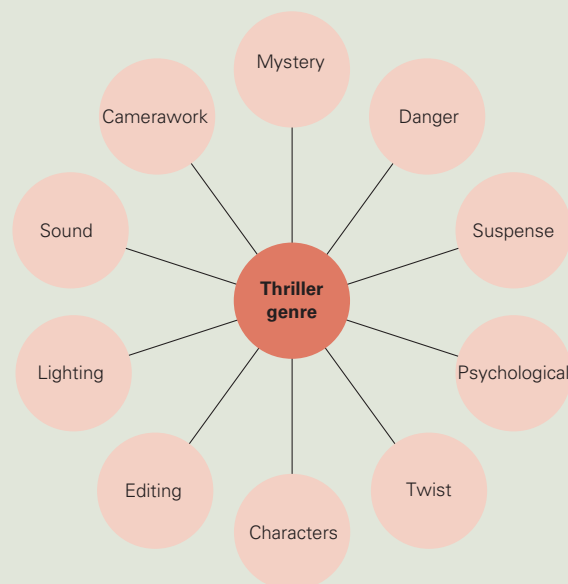 Mystery
Camerawork
Danger
Sound
Suspense
Thriller
genre
Lighting
Psychological
Editing
Twist
Characters